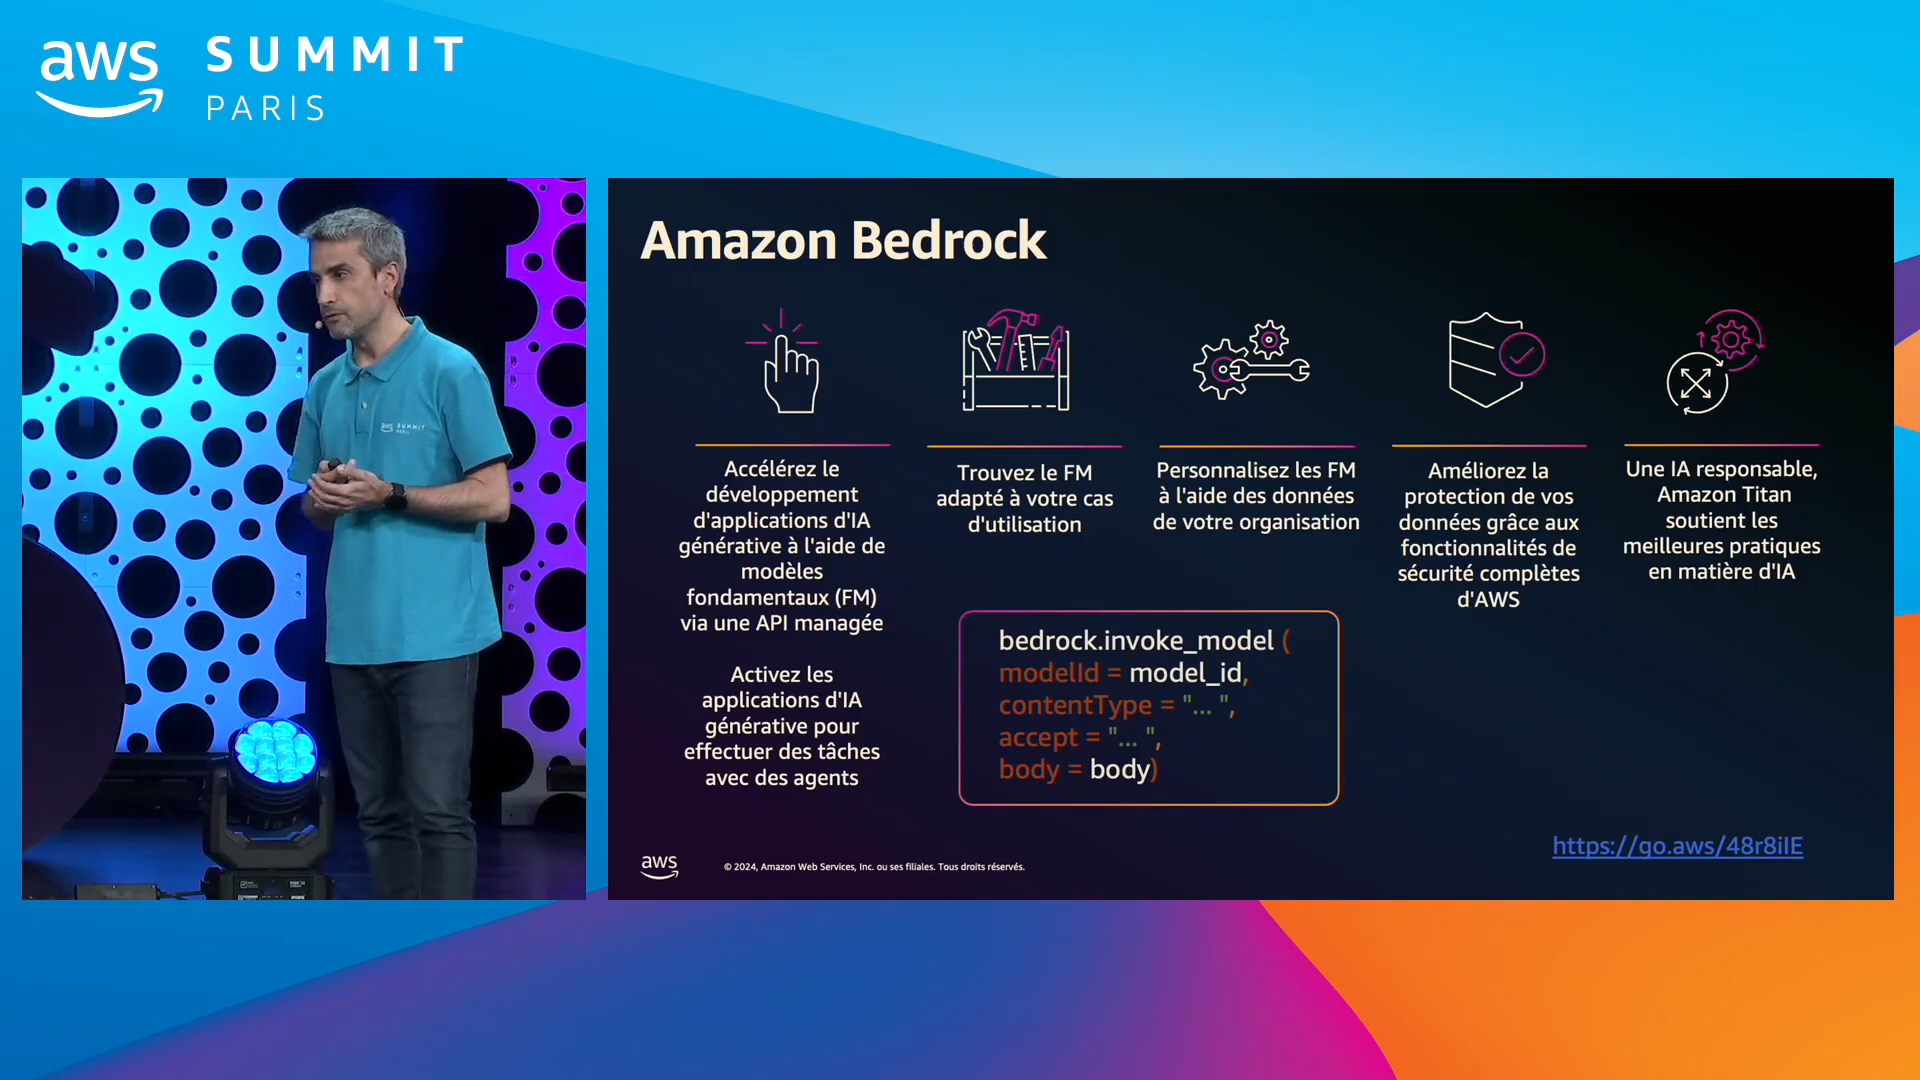 aws
SUMMIT
PARIS
aws SUMMIT
PARIS
Amazon Bedrock
Accélérez le
développement
d'applications d'IA
générative à l'aide de
modèles
fondamentaux (FM)
via une API managée
Activez les
applications d'IA
générative pour
effectuer des tâches
avec des agents
Trouvez le FM
adapté à votre cas
d'utilisation
Personnalisez les FM
à l'aide des données
de votre organisation
Améliorez la
protection de vos
données grâce aux
fonctionnalités de
sécurité complètes
d'AWS
Une IA responsable,
Amazon Titan
soutient les
meilleures pratiques
en matière d'IA
bedrock.invoke_model (
modelId = model_id,
contentType = "... ",
accept = "... ",
body = body)
https://go.aws/48r8iIE
aws
© 2024, Amazon Web Services, Inc. ou ses filiales. Tous droits réservés.